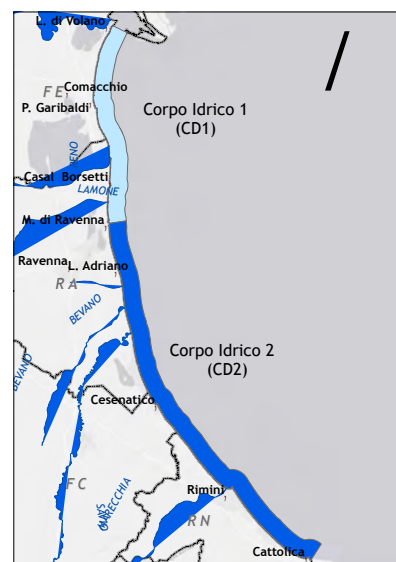 L. di Volano
FE
Comacchio
P. Garibaldi
Corpo Idrico 1
(CD1)
RENO
Casal Borsetti
LAMONE
M. di Ravenna
Ravenna
L. Adriano
RA
BEVANO
Corpo Idrico 2
(CD2)
BEVANO
Cesenatico
FC
MARECCHIA
Rimini
RN
Cattolica